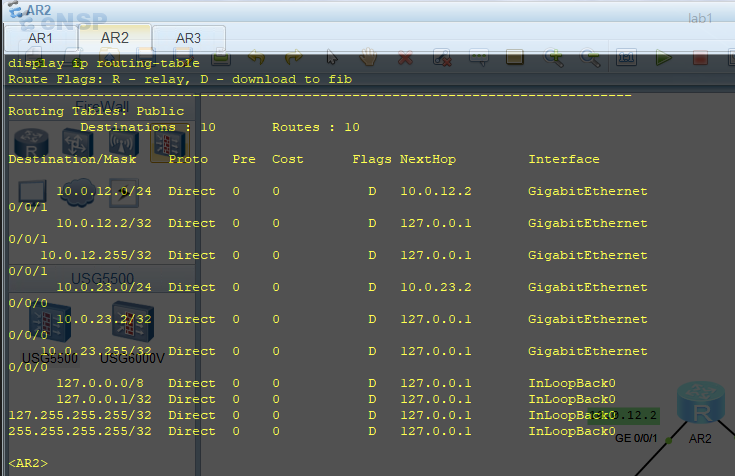 AR2
eNSP
lab1
AR1 AR2 AR3
display ip routing-table
Route Flags: R - relay, D - download to fib
------------------------------------------------------------------------------
Routing Tables: Public
FireWall
Destinations : 10 Routes : 10
Destination/Mask Proto Pre Cost Flags NextHop Interface
10.0.12.0/24 Direct 0 0 D 10.0.12.2 GigabitEthernet
0/0/1
10.0.12.2/32 Direct 0 0 D 127.0.0.1 GigabitEthernet
0/0/1
10.0.12.255/32 Direct 0 0 D 127.0.0.1 GigabitEthernet
0/0/1
USG5500
10.0.23.0/24 Direct 0 0 D 10.0.23.2 GigabitEthernet
0/0/0
10.0.23.2/32 Direct 0 0 D 127.0.0.1 GigabitEthernet
0/0/0
10.0.23.255/32 Direct 0 0 D 127.0.0.1 GigabitEthernet
USG5500 USG6000V
0/0/0
127.0.0.0/8 Direct 0 0 D 127.0.0.1 InLoopBack0
127.0.0.1/32 Direct 0 0 D 127.0.0.1 InLoopBack0
127.255.255.255/32 Direct 0 0 D 127.0.0.1 InLoopBack0
255.255.255.255/32 Direct 0 0 D 127.0.0.1 InLoopBack0
R
GE 0/0/1 AR2
<AR2>